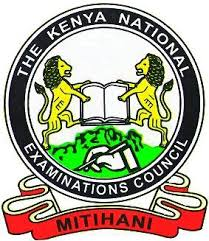 THE KENYA NATIONAL
EXAMINATIONS COUNCIL
MITIHANI